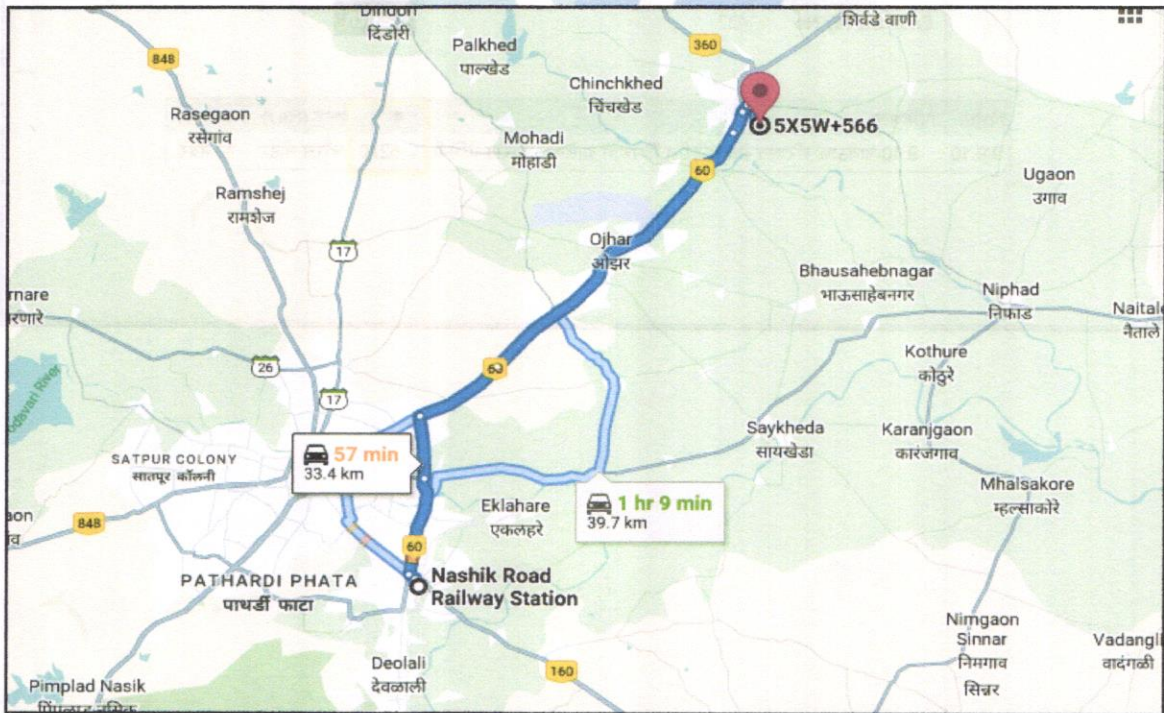 Dindori
दिंडोरी
शिर्वडे वाणी
848
Palkhed
पाल्खेड
360
Chinchkhed
चिंचखेड
Rasegaon
रसेगांव
5X5W+566
Mohadi
मोहाडी
60
Ugaon
उगाव
Ramshej
रामशेज
17
Ojhar
ओझर
Bhausahebnagar
भाऊसाहेबनगर
Niphad
निफाड
Naitale
नैताले
26
60
Kothure
कोठुरे
17
SATPUR COLONY
सातपूर कॉलनी
57 min
33.4 km
Saykheda
सायखेडा
Karanjgaon
कारंजगाव
Mhalsakore
म्हल्साकोरे
848
Eklahare
एकलहरे
1 hr 9 min
39.7 km
60
PATHARDI PHATA
पाथर्डी फाटा
Nashik Road
Railway Station
Nimgaon
Sinnar
निमगाव
सिन्नर
Vadangli
वादंगळी
Deolali
देवळाली
160
Pimplad Nasik